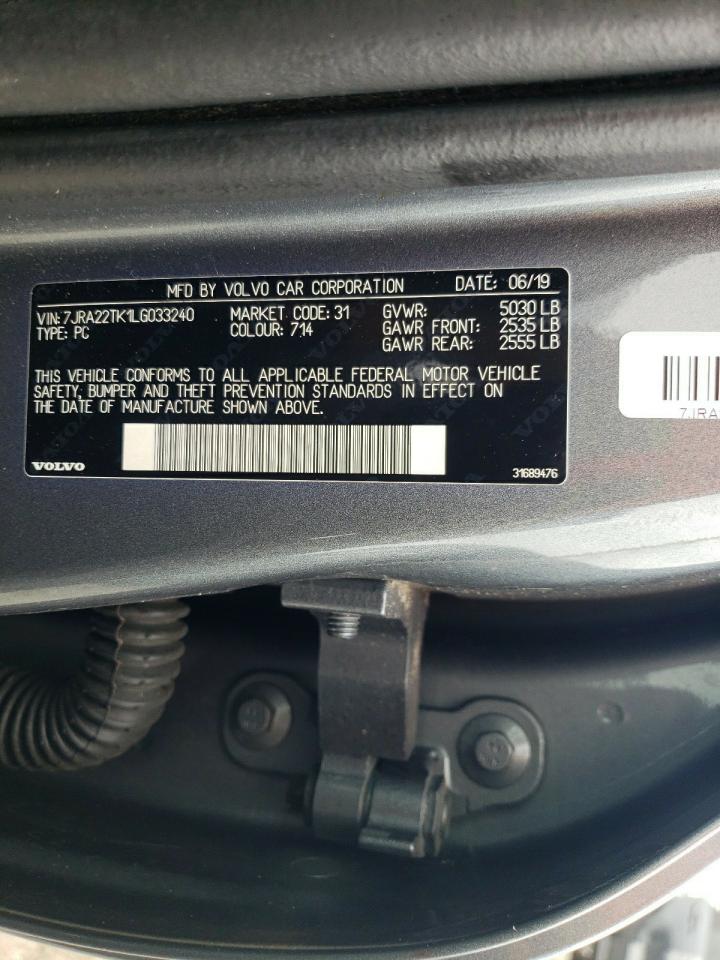 MFD BY VOLVO CAR CORPORATION DATE: 06/19
VIN: 7JRA22TK1LG033240 MARKET CODE: 31 GVWR: 5030 LB
TYPE: PC COLOUR: 714 GAWR FRONT: 2535 LB
GAWR REAR: 2555 LB
THIS VEHICLE CONFORMS TO ALL APPLICABLE FEDERAL MOTOR VEHICLE
SAFETY, BUMPER AND THEFT PREVENTION STANDARDS IN EFFECT ON
THE DATE OF MANUFACTURE SHOWN ABOVE.
VOLVO 31689476
7JRA